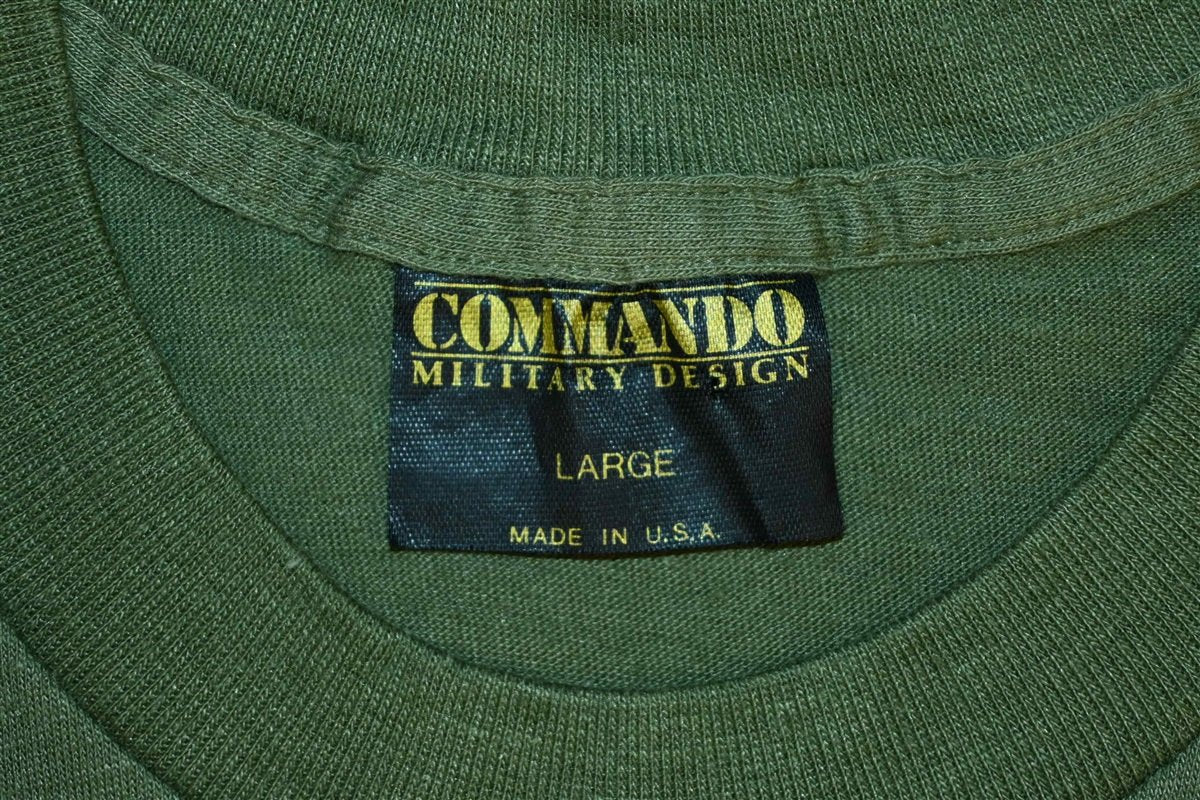 COMMANDO
MILITARY DESIGN
LARGE
MADE IN U.S.A.